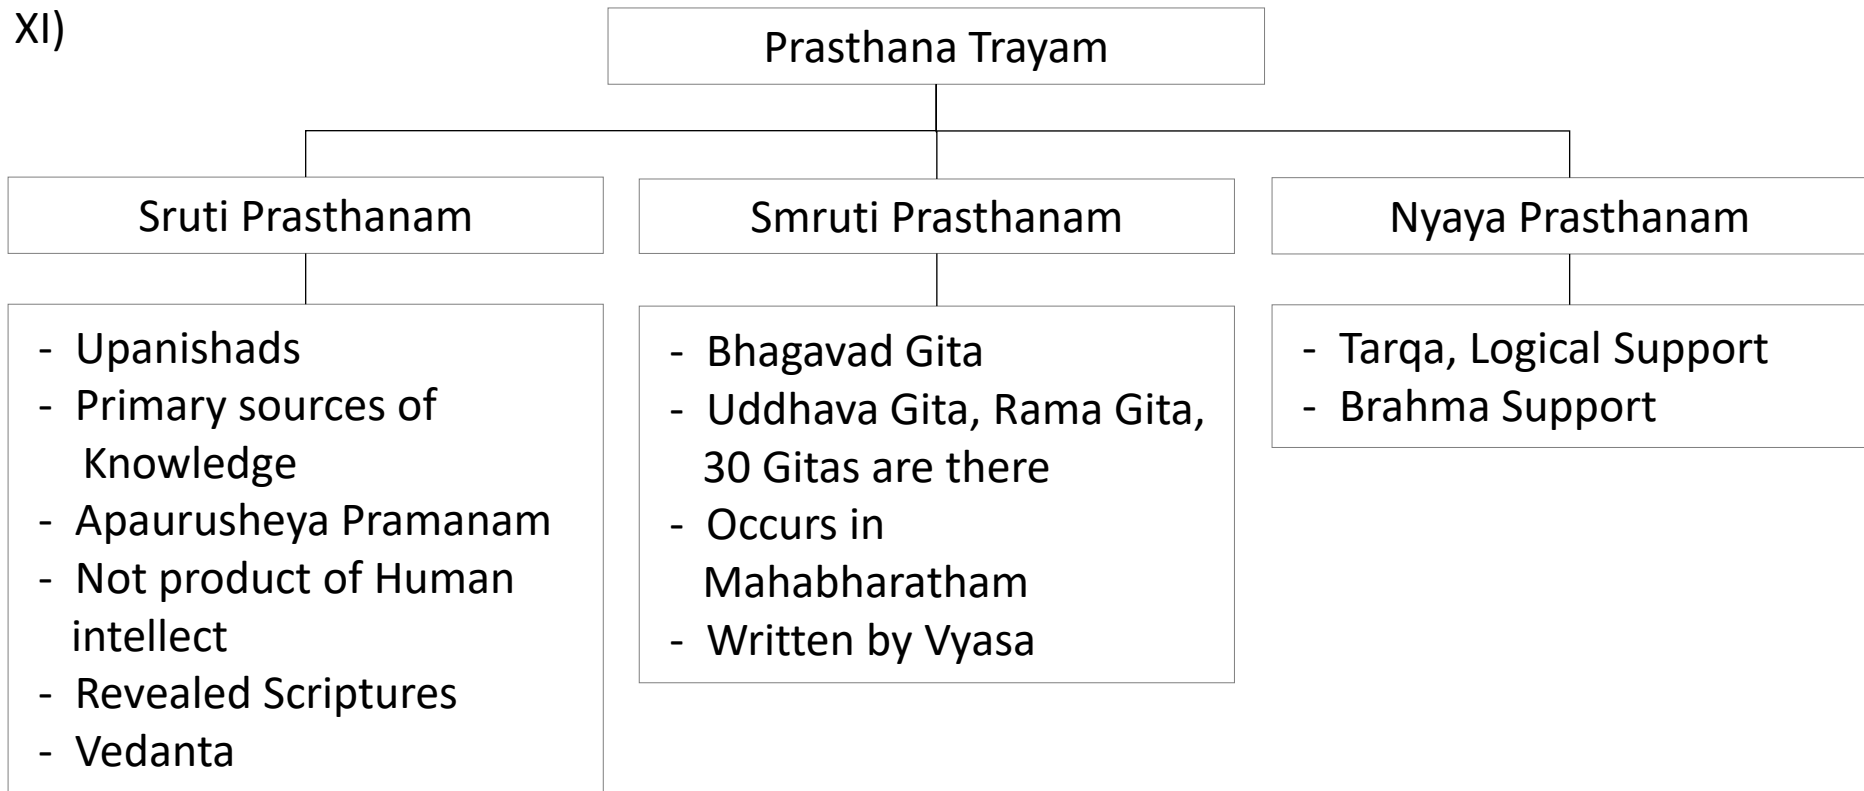 XI)
Prasthana Trayam
Sruti Prasthanam
Smruti Prasthanam
Nyaya Prasthanam
- Upanishads
- Primary sources of
Knowledge
- Apaurusheya Pramanam
- Not product of Human
intellect
- Revealed Scriptures
- Vedanta
- Bhagavad Gita
- Uddhava Gita, Rama Gita,
30 Gitas are there
- Occurs in
Mahabharatham
- Written by Vyasa
- Tarqa, Logical Support
- Brahma Support